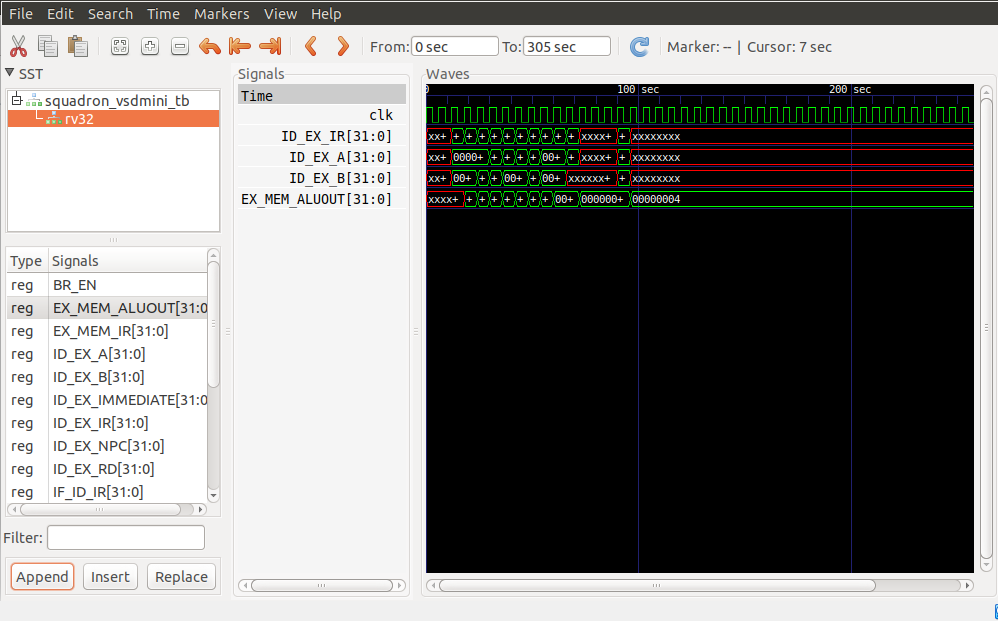 File Edit Search Time Markers View Help
From: 0 sec To: 305 sec Marker: -- | Cursor: 7 sec
SST
squadron_vsdmini_tb
rv32
Type Signals
reg BR_EN
reg EX_MEM_ALUOUT[31:0
reg EX_MEM_IR[31:0]
reg ID_EX_A[31:0]
reg ID_EX_B[31:0]
reg ID_EX_IMMEDIATE[31:0
reg ID_EX_IR[31:0]
reg ID_EX_NPC[31:0]
reg ID_EX_RD[31:0]
reg IF_ID_IR[31:0]
Filter:
Append Insert Replace
Signals
Time
clk
ID_EX_IR[31:0]
ID_EX_A[31:0]
ID_EX_B[31:0]
EX_MEM_ALUOUT[31:0]
Waves
0 100 sec 200 sec
xx+ + + + + + + + + + + xxxx+ + xxxxxxxx
xx+ 0000+ + + + + 00+ + xxxx+ + xxxxxxxx
xx+ 00+ + + 00+ + 00+ xxxxxx+ + xxxxxxxx
xxxx+ + + + + + + + 00+ 000000+ 00000004